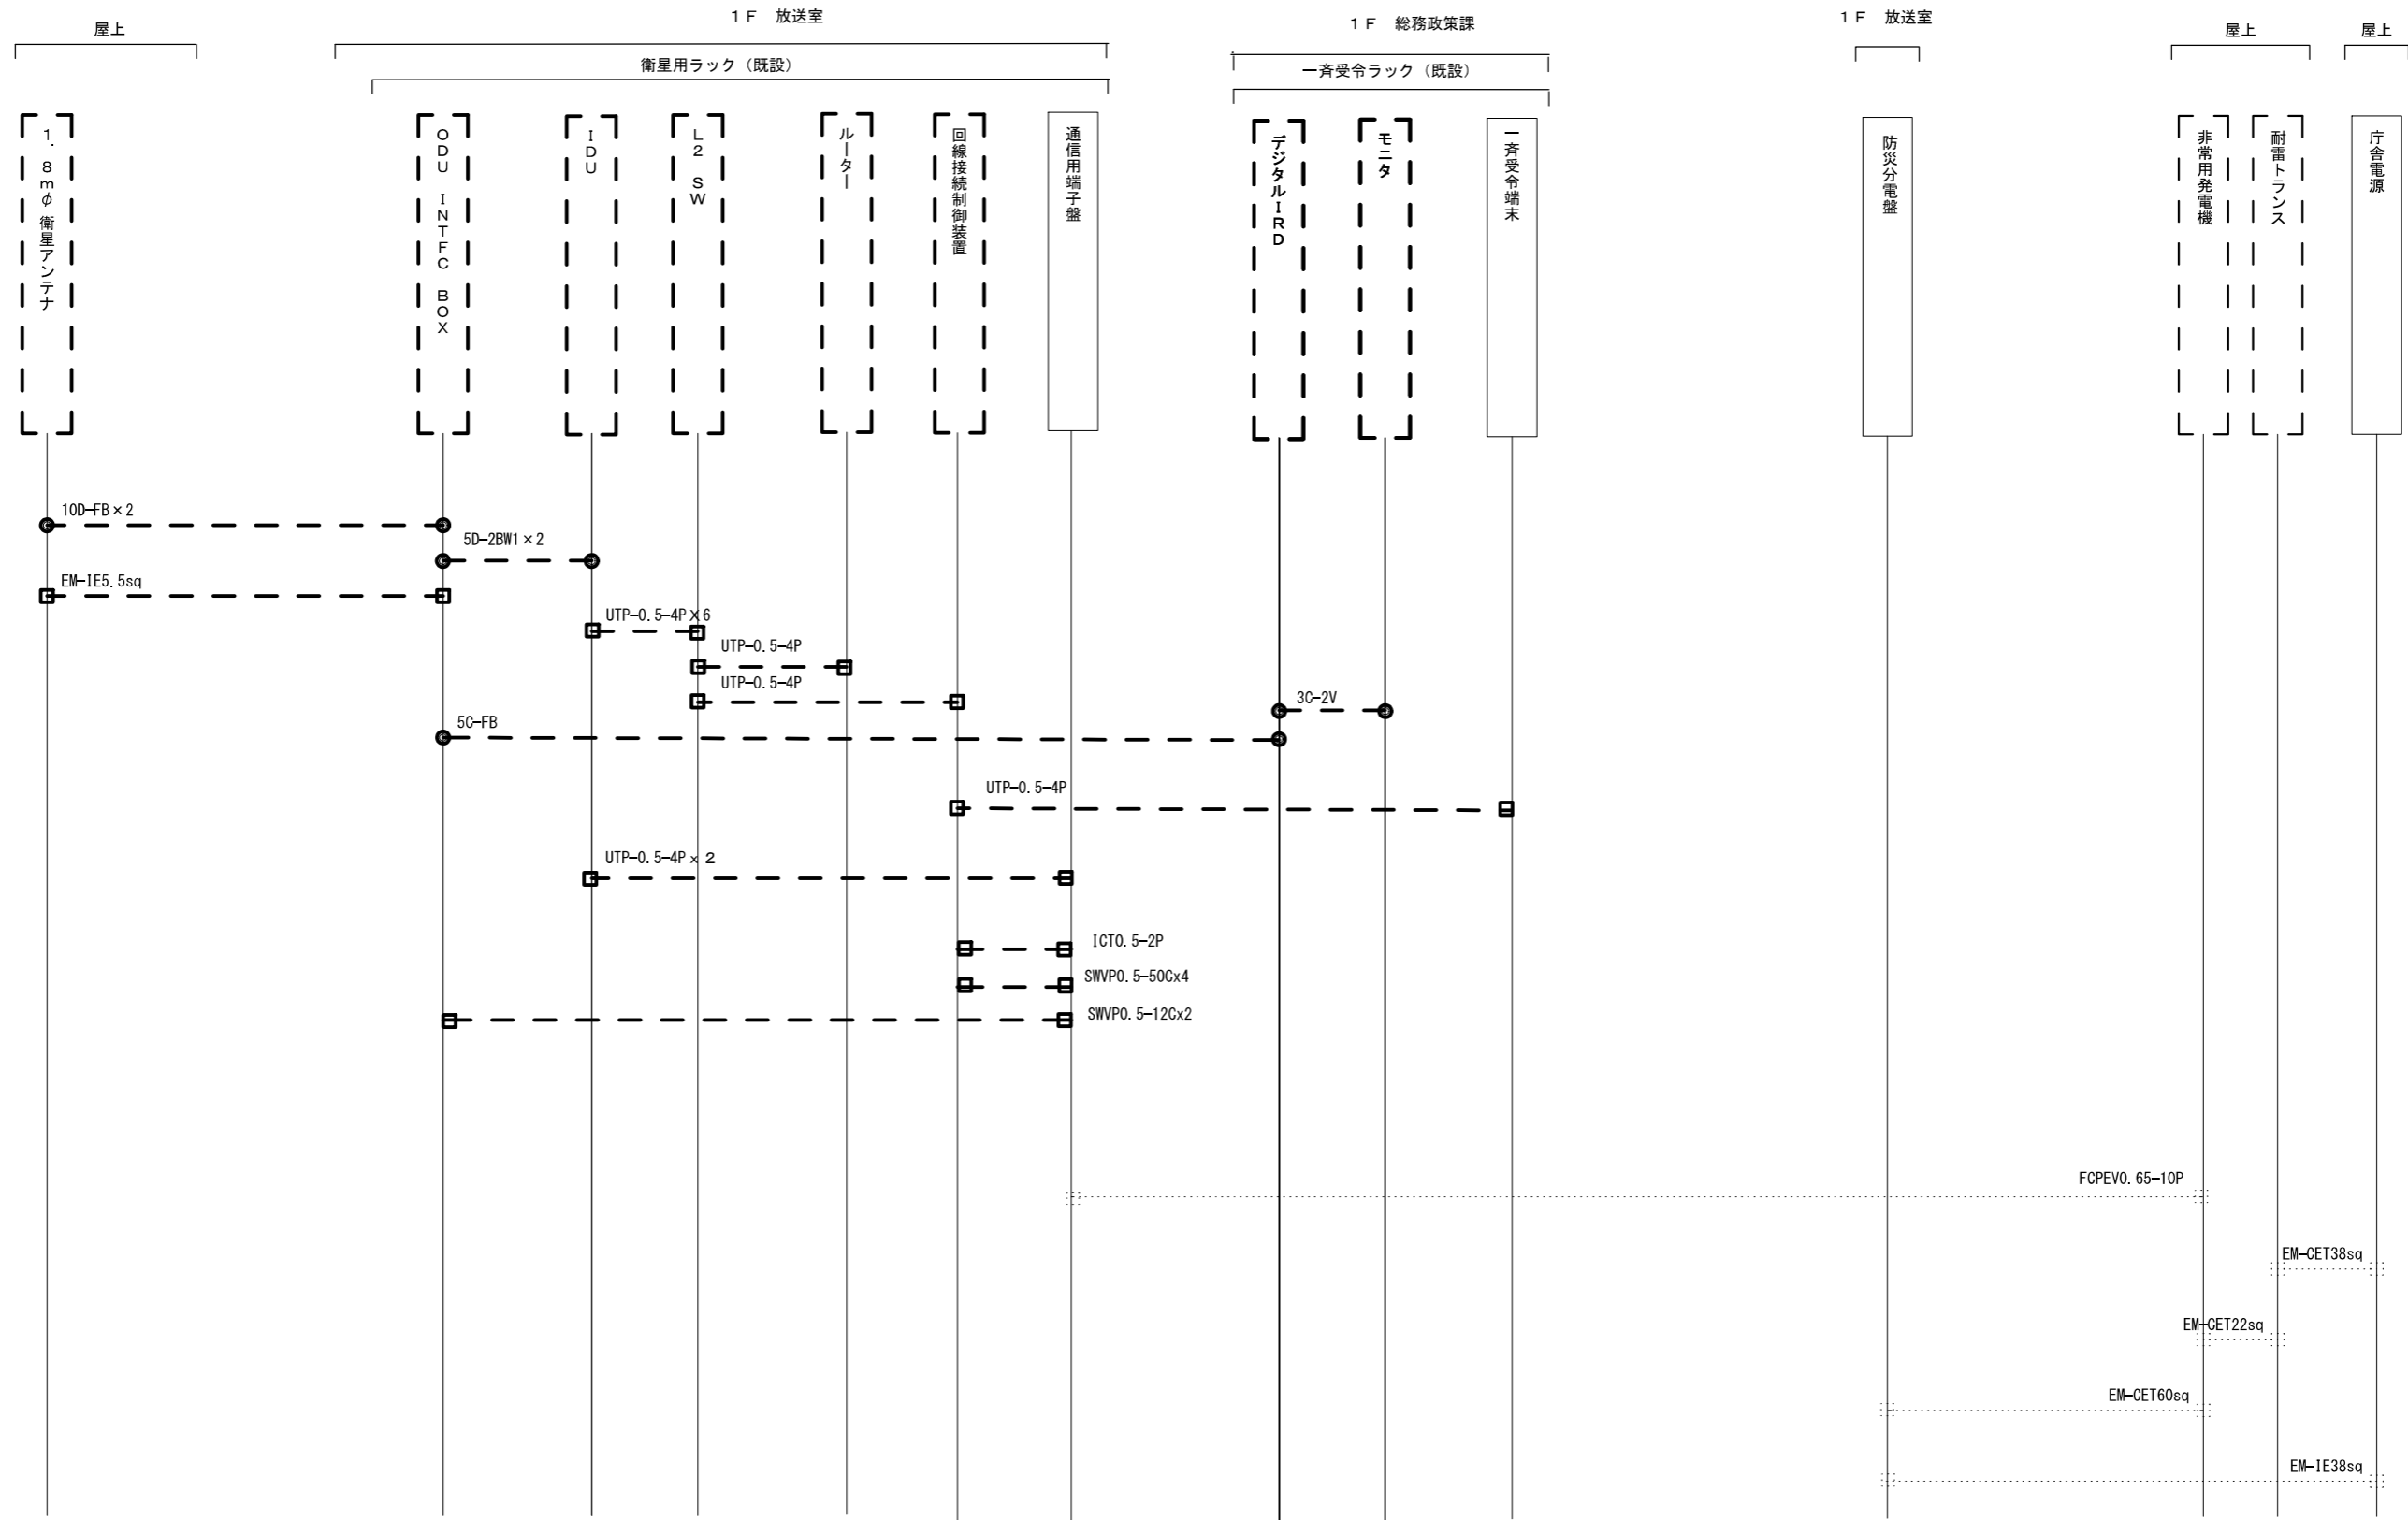 屋上
１Ｆ　放送室
１Ｆ　総務政策課
１Ｆ　放送室
屋上
屋上
衛星用ラック（既設）
一斉受令ラック（既設）
１．８ｍφ衛星アンテナ
ＯＤＵ　ＩＮＴＦＣ　ＢＯＸ
ＩＤＵ
Ｌ２　ＳＷ
ルーター
回線接続制御装置
通信用端子盤
デジタルＩＲＤ
モニタ
一斉受令端末
防災分電盤
非常用発電機
耐雷トランス
庁舎電源
10D-FB×2
5D-2BW1×2
EM-IE5.5sq
UTP-0.5-4P×6
UTP-0.5-4P
UTP-0.5-4P
3C-2V
5C-FB
UTP-0.5-4P
UTP-0.5-4P×２
ICT0.5-2P
SWVP0.5-50Cx4
SWVP0.5-12Cx2
FCPEV0.65-10P
EM-CET38sq
EM-CET22sq
EM-CET60sq
EM-IE38sq